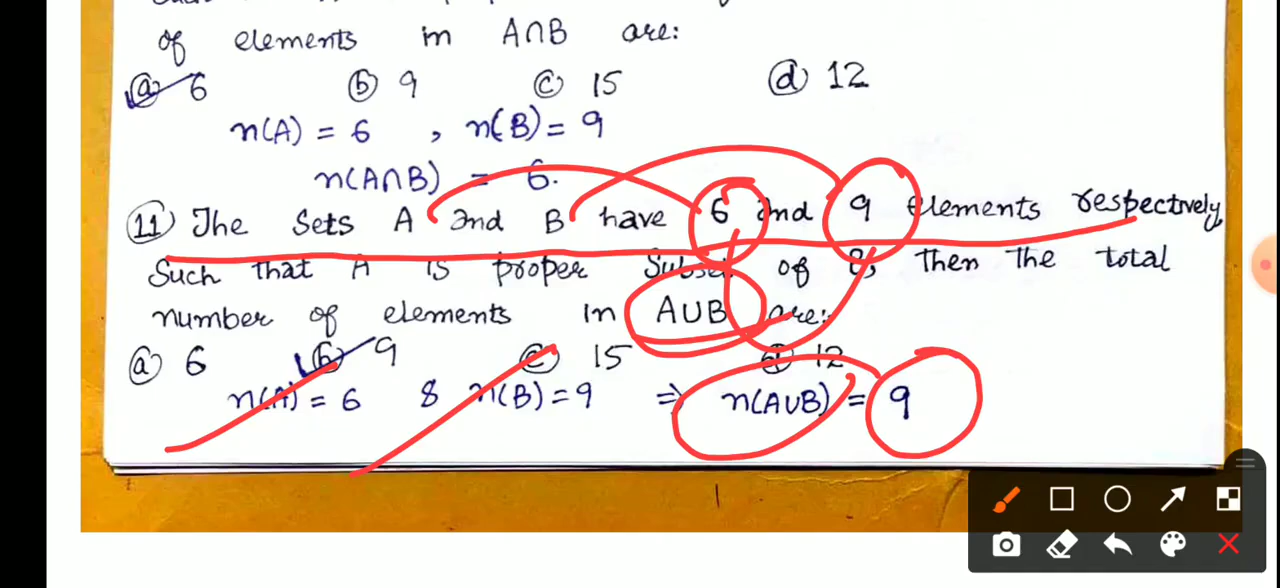 of elements in A∩B are:
ⓐ 6 ⓑ 9 ⓒ 15 ⓓ 12
n(A) = 6 , n(B) = 9
n(A∩B) = 6.
⑪ The Sets A and B have 6 and 9 elements respectively
Such that A is proper Subset of B, then the total
number of elements in A∪B are:
ⓐ 6 ⓑ 9 ⓒ 15 ⓓ 12
n(A) = 6 & n(B) = 9 ⇒ n(A∪B) = 9